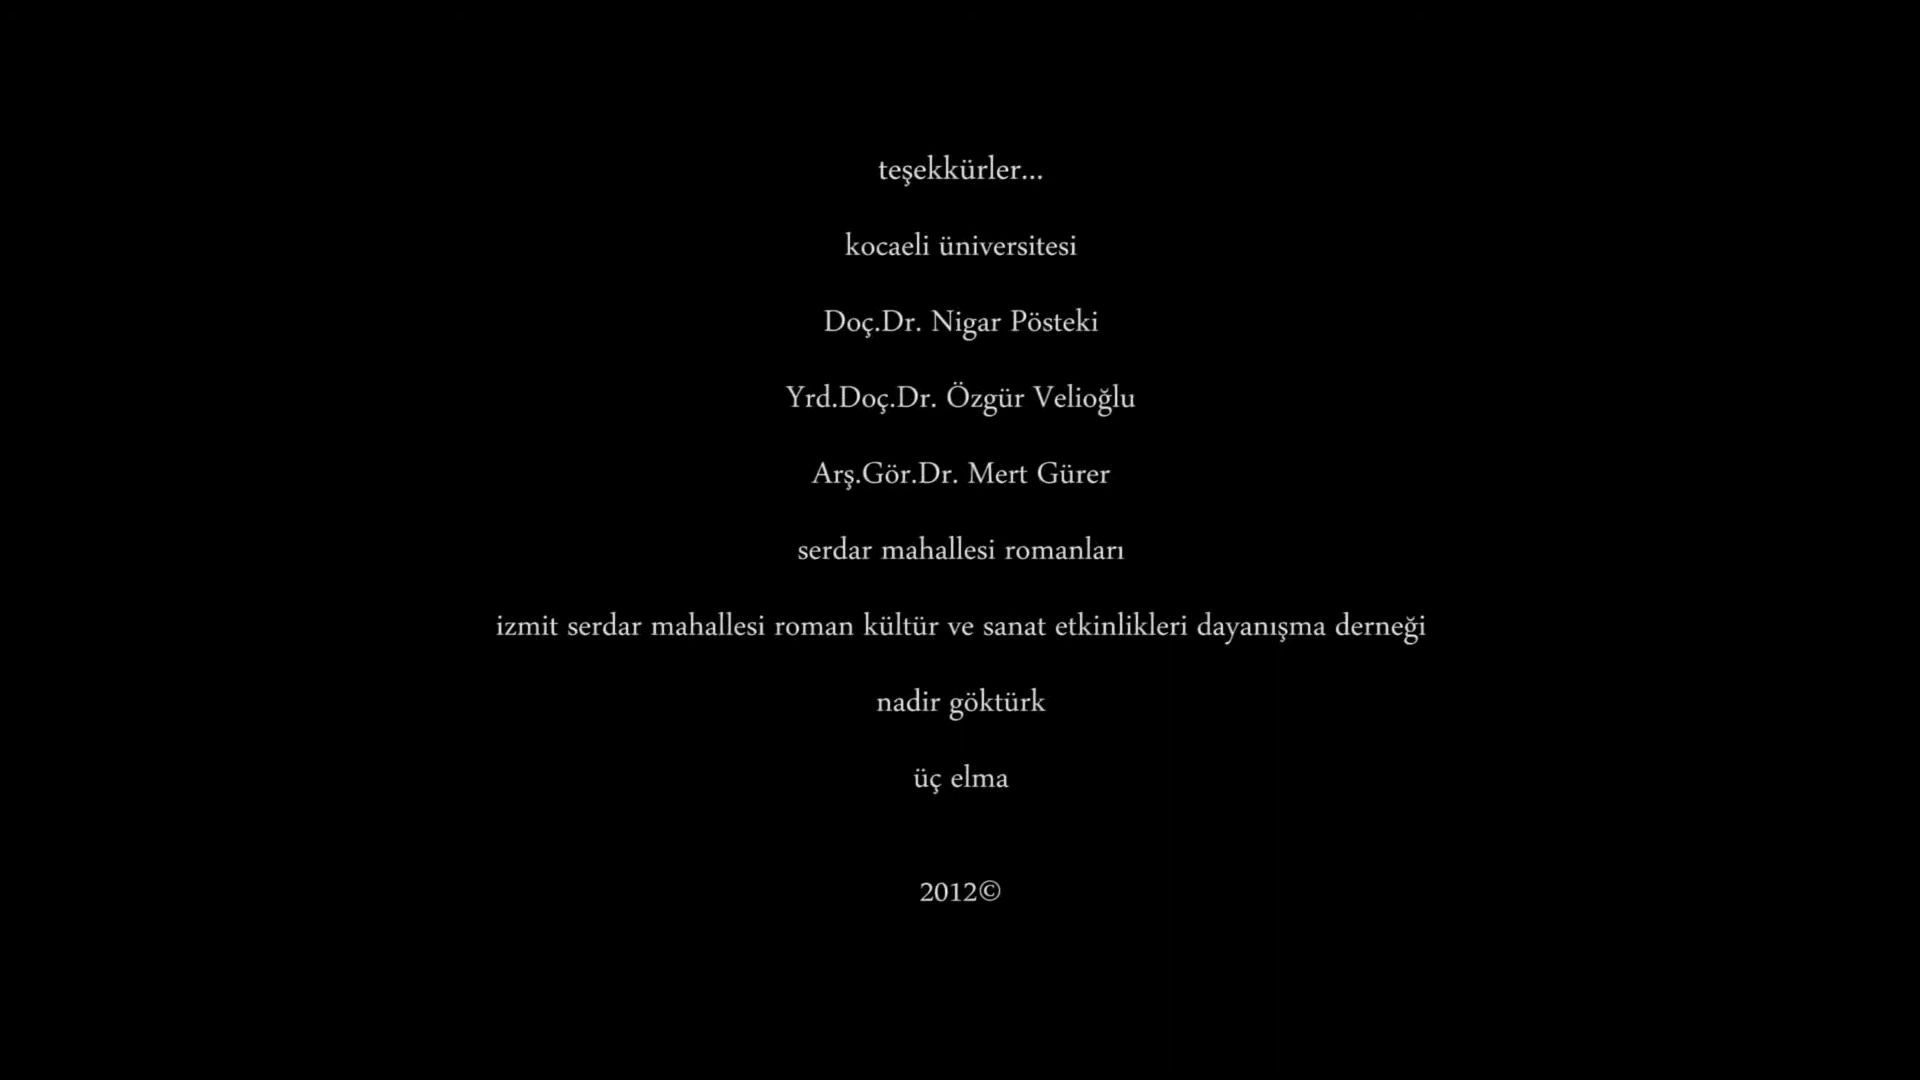 teşekkürler...
kocaeli üniversitesi
Doç.Dr. Nigar Pösteki
Yrd.Doç.Dr. Özgür Velioğlu
Arş.Gör.Dr. Mert Gürer
serdar mahallesi romanları
izmit serdar mahallesi roman kültür ve sanat etkinlikleri dayanışma derneği
nadir göktürk
üç elma
2012©